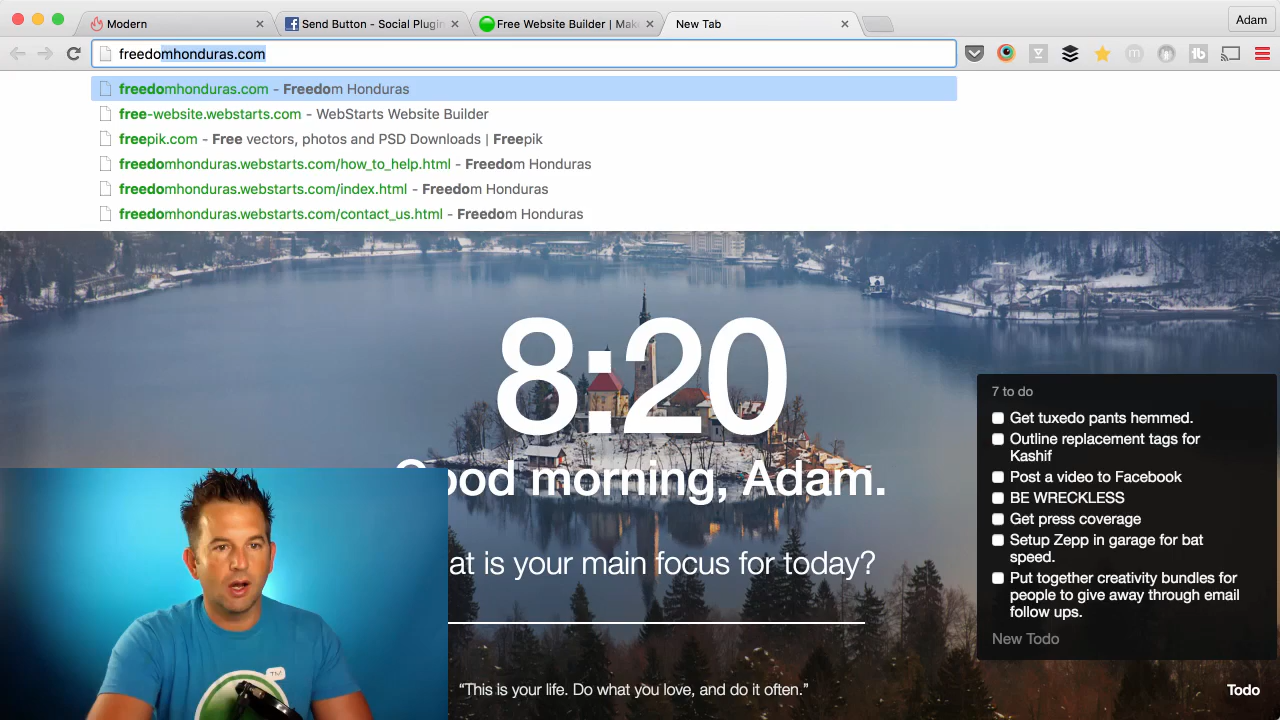 Modern
Send Button - Social Plugin
Free Website Builder | Mak
New Tab
Adam
freedomhonduras.com
freedomhonduras.com - Freedom Honduras
free-website.webstarts.com - WebStarts Website Builder
freepik.com - Free vectors, photos and PSD Downloads | Freepik
freedomhonduras.webstarts.com/how_to_help.html - Freedom Honduras
freedomhonduras.webstarts.com/index.html - Freedom Honduras
freedomhonduras.webstarts.com/contact_us.html - Freedom Honduras
8:20
Good morning, Adam.
at is your main focus for today?
"This is your life. Do what you love, and do it often."
7 to do
Get tuxedo pants hemmed.
Outline replacement tags for
Kashif
Post a video to Facebook
BE WRECKLESS
Get press coverage
Setup Zepp in garage for bat
speed.
Put together creativity bundles for
people to give away through email
follow ups.
New Todo
Todo
TM